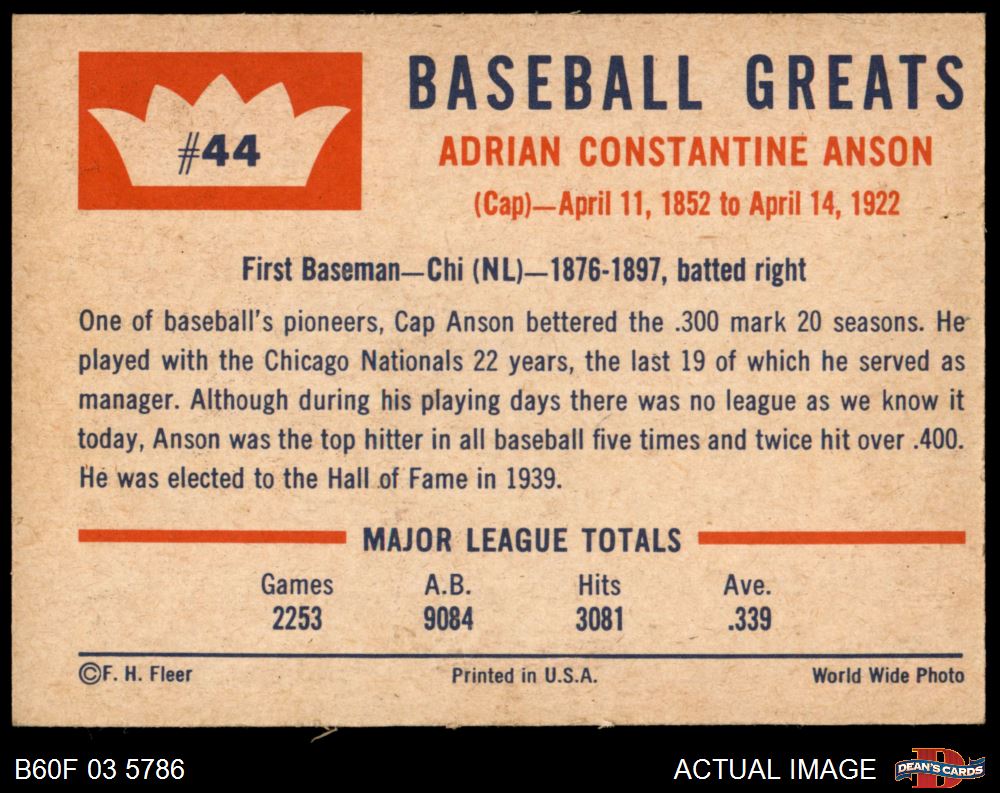 #44
BASEBALL GREATS
ADRIAN CONSTANTINE ANSON
(Cap)—April 11, 1852 to April 14, 1922
First Baseman—Chi (NL)—1876-1897, batted right
One of baseball's pioneers, Cap Anson bettered the .300 mark 20 seasons. He
played with the Chicago Nationals 22 years, the last 19 of which he served as
manager. Although during his playing days there was no league as we know it
today, Anson was the top hitter in all baseball five times and twice hit over .400.
He was elected to the Hall of Fame in 1939.
MAJOR LEAGUE TOTALS
Games A.B. Hits Ave.
2253 9084 3081 .339
©F. H. Fleer Printed in U.S.A. World Wide Photo
B60F 03 5786 ACTUAL IMAGE DEAN'S CARDS